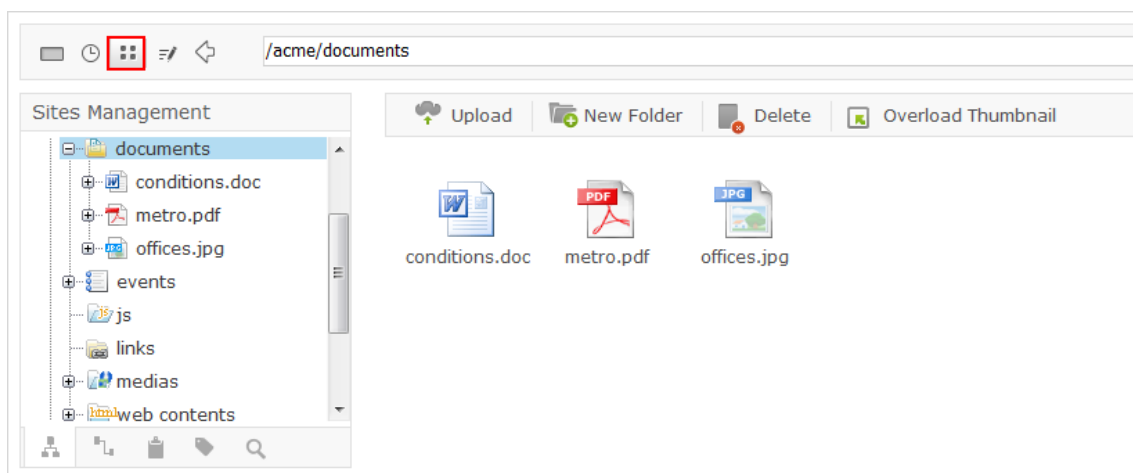 /acme/documents
Sites Management
Upload
New Folder
Delete
Overload Thumbnail
documents
conditions.doc
metro.pdf
offices.jpg
events
js
links
medias
web contents
W
PDF
JPG
conditions.doc
metro.pdf
offices.jpg